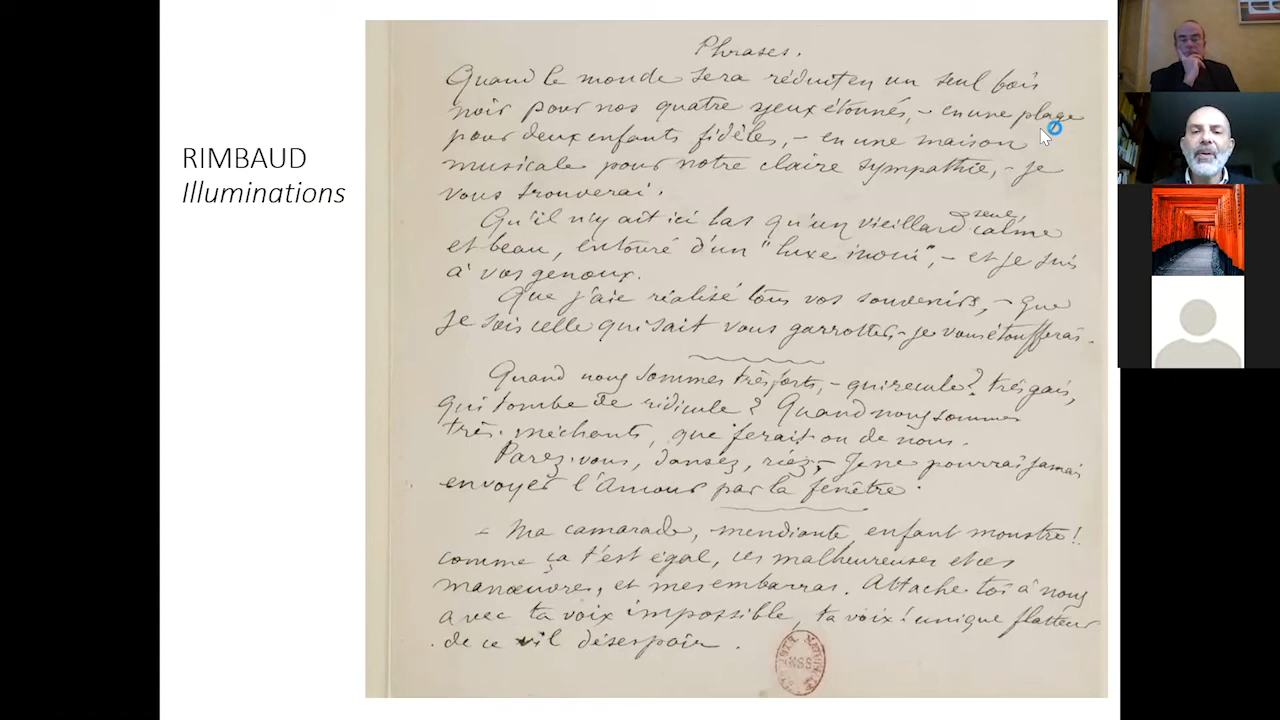 RIMBAUD
Illuminations
Phrases.
Quand le monde sera réduit en un seul bois
noir pour nos quatre yeux étonnés, – en une plage
pour deux enfants fidèles, – en une maison
musicale pour notre claire sympathie, – je
vous trouverai.
Qu'il n'y ait ici bas qu'un vieillard seul, calme
et beau, entouré d'un "luxe inouï", – et je suis
à vos genoux.
Que j'aie réalisé tous vos souvenirs, – que
je sois celle qui sait vous garrotter, – je vous étoufferai.
Quand nous sommes très forts, – qui recule? très gais,
qui tombe de ridicule? Quand nous sommes
très méchants, que ferait on de nous.
Parez-vous, dansez, riez, – Je ne pourrai jamais
envoyer l'Amour par la fenêtre.
– Ma camarade, mendiante, enfant monstre!
comme ça t'est égal, ces malheureuses et ces
manœuvres, et mes embarras. Attache-toi à nous
avec ta voix impossible, ta voix! unique flatteur
de ce vil désespoir.